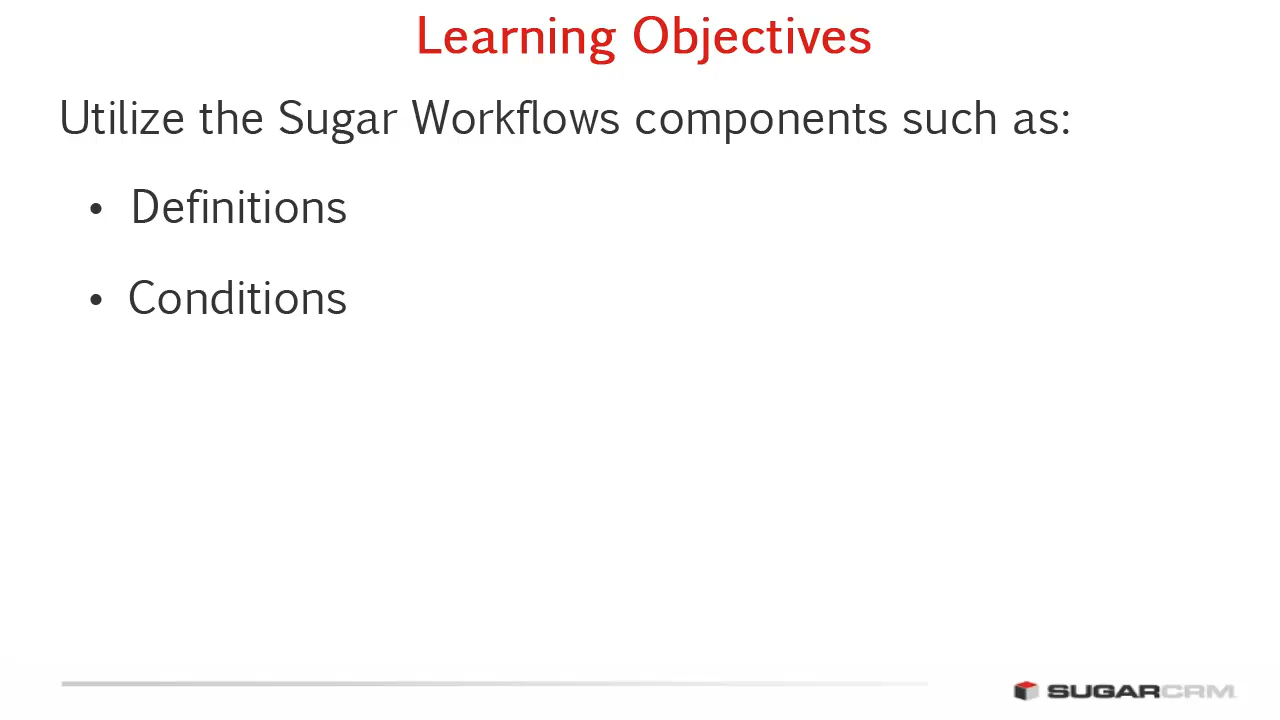 Learning Objectives
Utilize the Sugar Workflows components such as:
• Definitions
• Conditions
SUGARCRM